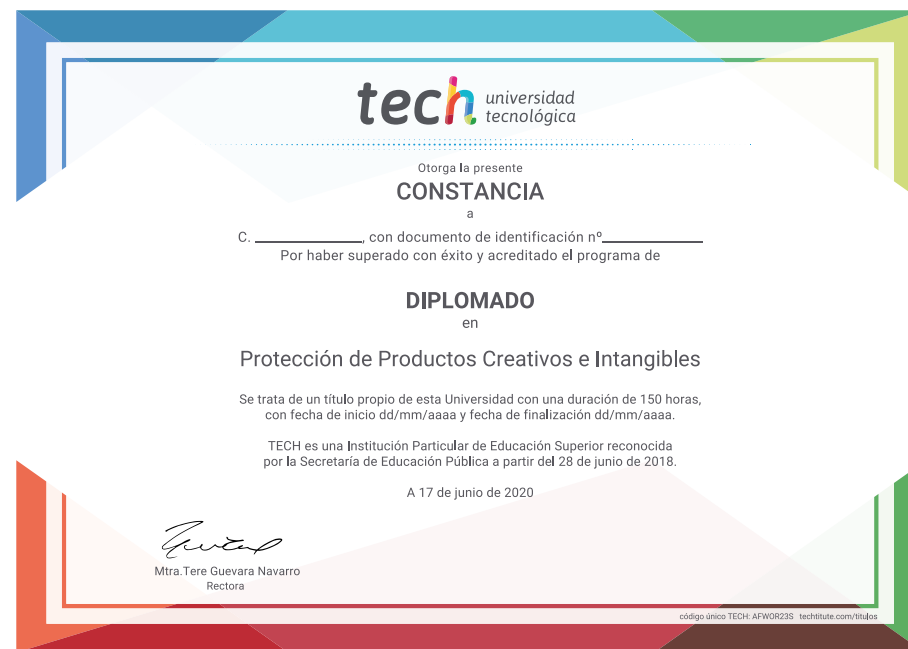 tech universidad
tecnológica
Otorga la presente
CONSTANCIA
a
C. ____________, con documento de identificación nº____________
Por haber superado con éxito y acreditado el programa de
DIPLOMADO
en
Protección de Productos Creativos e Intangibles
Se trata de un título propio de esta Universidad con una duración de 150 horas,
con fecha de inicio dd/mm/aaaa y fecha de finalización dd/mm/aaaa.
TECH es una Institución Particular de Educación Superior reconocida
por la Secretaría de Educación Pública a partir del 28 de junio de 2018.
A 17 de junio de 2020
Mtra.Tere Guevara Navarro
Rectora
código único TECH: AFWOR23S techtitute.com/titulos